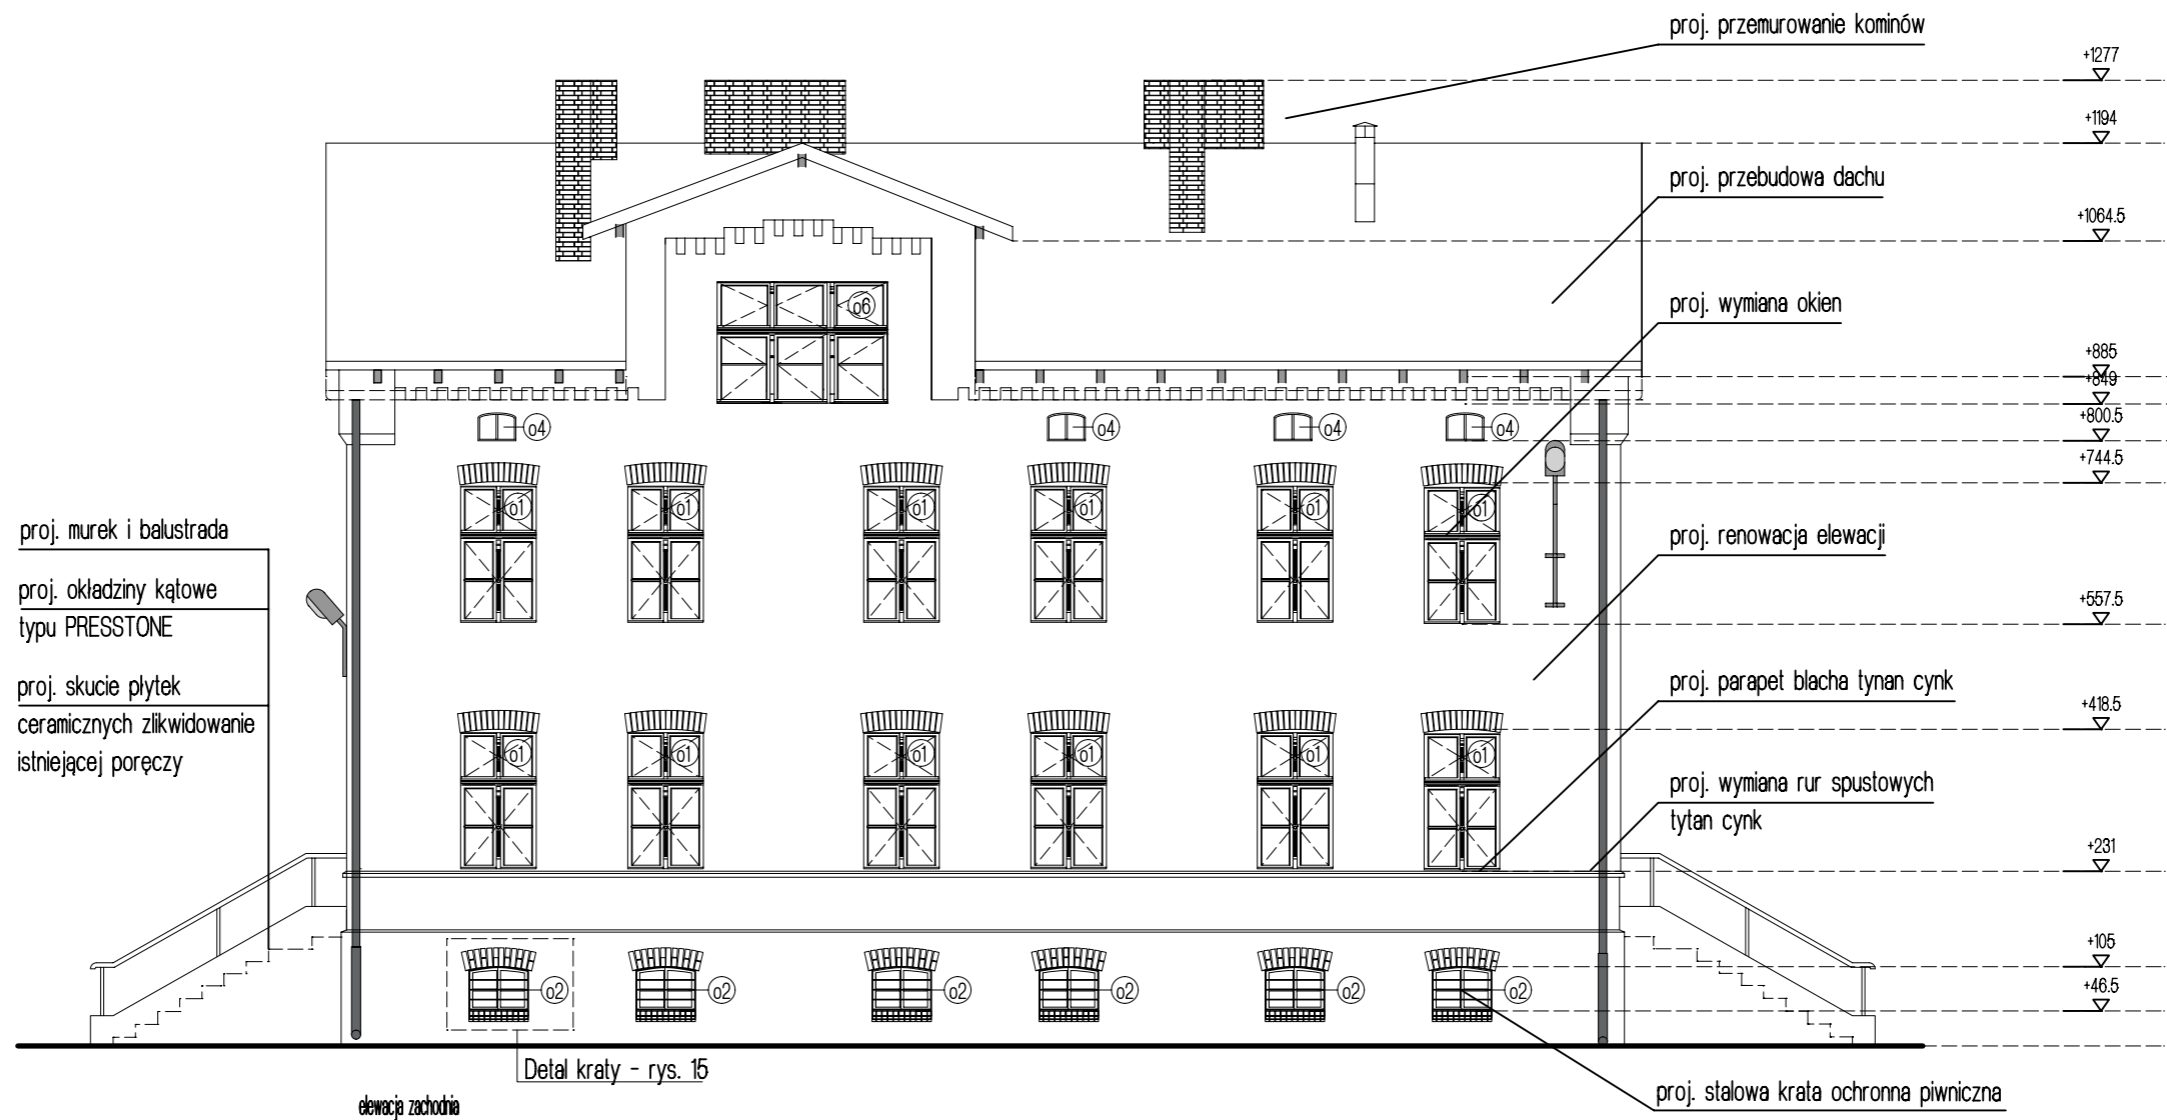 proj. przemurowanie kominów
+1277
+1194
proj. przebudowa dachu
+1064.5
proj. wymiana okien
o6
+885
+849
o4
o4
o4
o4
+800.5
+744.5
o1
o1
o1
o1
o1
o1
proj. murek i balustrada
proj. renowacja elewacji
proj. okładziny kątowe
typu PRESSTONE
+557.5
proj. skucie płytek
ceramicznych zlikwidowanie
istniejącej poręczy
proj. parapet blacha tynan cynk
+418.5
o1
o1
o1
o1
o1
o1
proj. wymiana rur spustowych
tytan cynk
+231
+105
o2
o2
o2
o2
o2
o2
+46.5
Detal kraty - rys. 15
proj. stalowa krata ochronna piwniczna
elewacja zachodnia